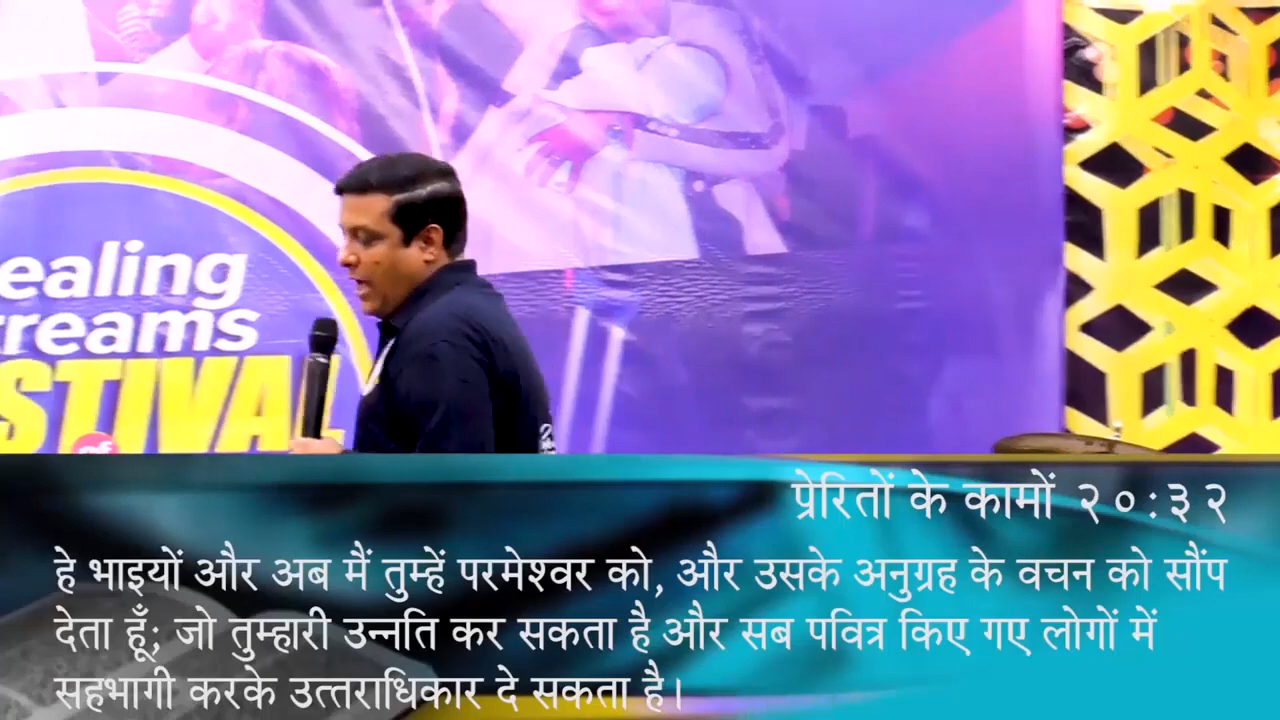 ealing
treams
STIVAL
प्रेरितों के कामों २०:३२
हे भाइयों और अब मैं तुम्हें परमेश्वर को, और उसके अनुग्रह के वचन को सौंप
देता हूँ; जो तुम्हारी उन्नति कर सकता है और सब पवित्र किए गए लोगों में
सहभागी करके उत्तराधिकार दे सकता है।